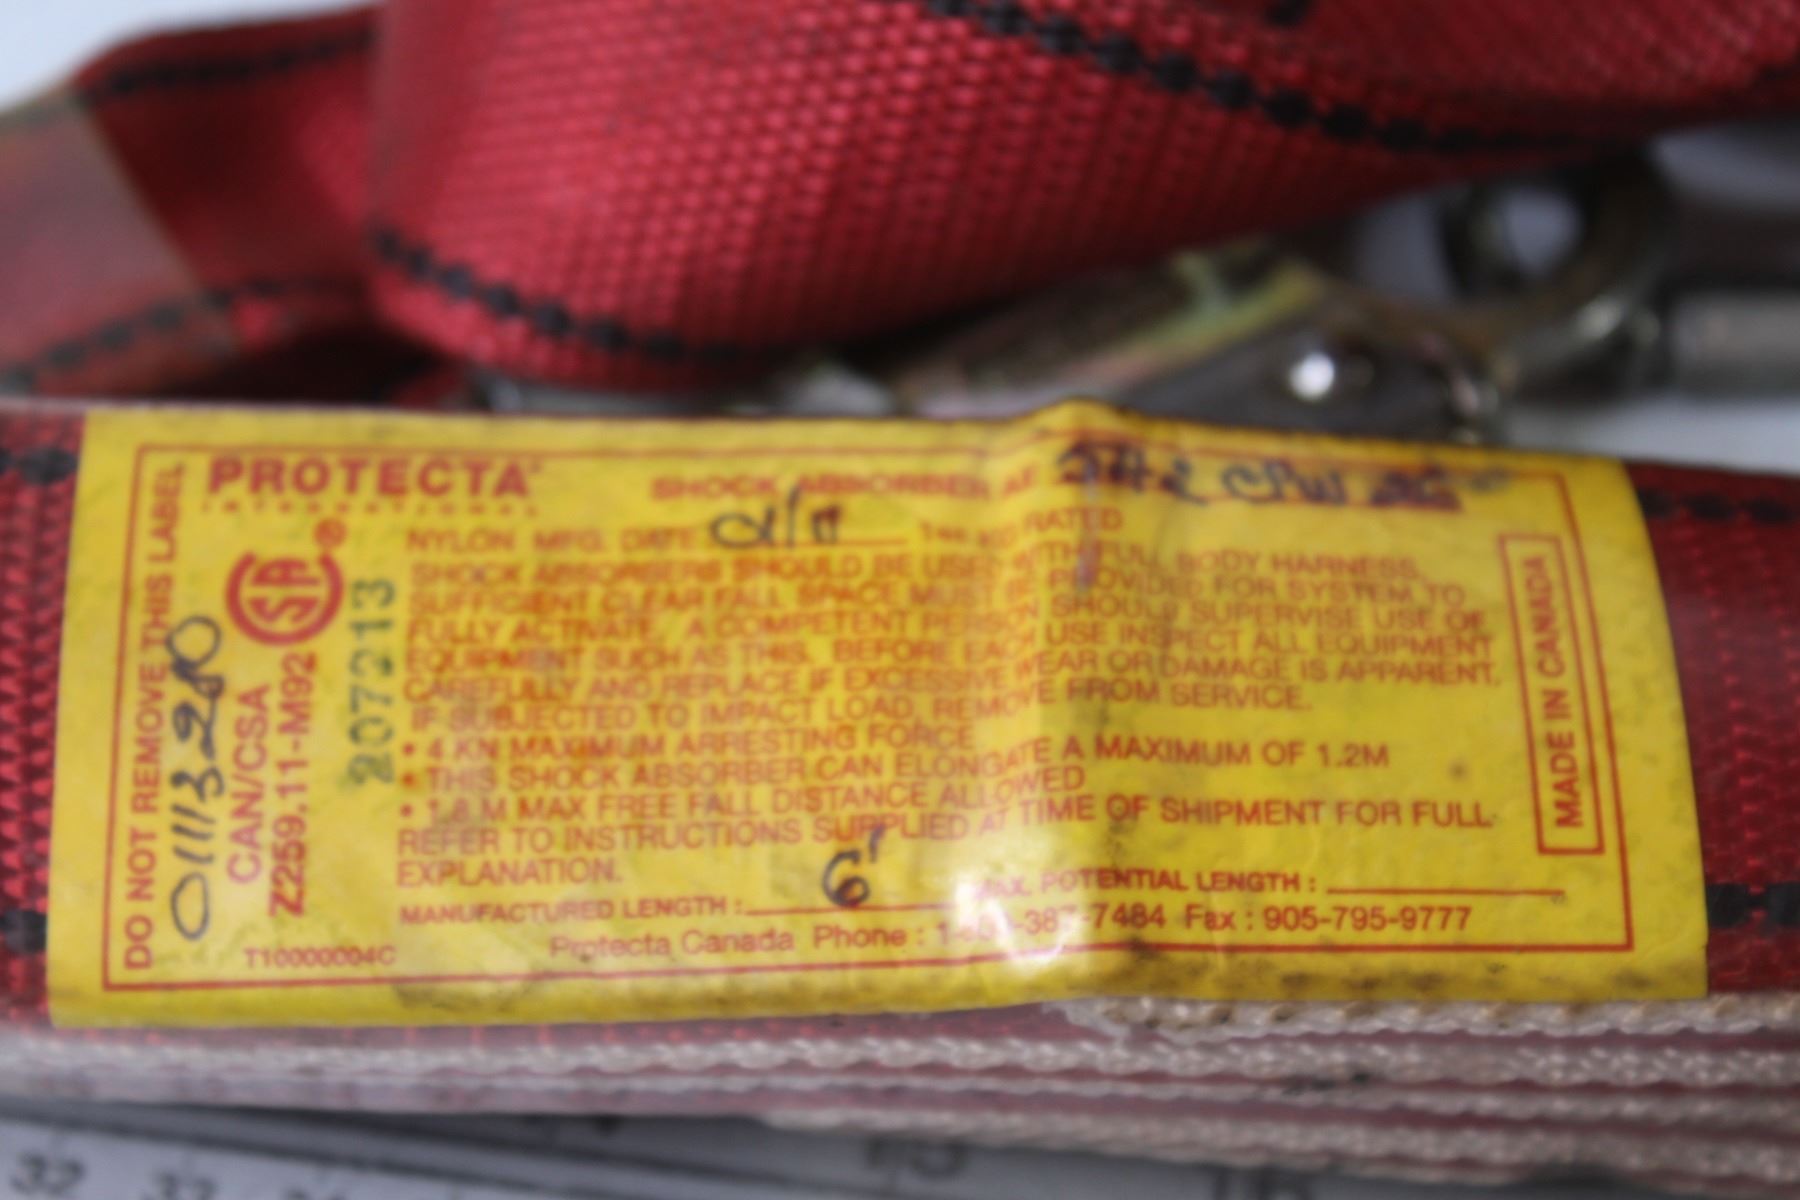 PROTECTA
INTERNATIONAL
SHOCK ABSORBER AE
NYLON MFG. DATE RATED
SHOCK ABSORBERS SHOULD BE USED WITH FULL BODY HARNESS.
SUFFICIENT CLEAR FALL SPACE MUST BE PROVIDED FOR SYSTEM TO
FULLY ACTIVATE. A COMPETENT PERSON SHOULD SUPERVISE USE OF
EQUIPMENT SUCH AS THIS. BEFORE EACH USE INSPECT ALL EQUIPMENT
CAREFULLY AND REPLACE IF EXCESSIVE WEAR OR DAMAGE IS APPARENT.
IF SUBJECTED TO IMPACT LOAD, REMOVE FROM SERVICE.
• 4 KN MAXIMUM ARRESTING FORCE
• THIS SHOCK ABSORBER CAN ELONGATE A MAXIMUM OF 1.2M
• 1.8 M MAX FREE FALL DISTANCE ALLOWED
REFER TO INSTRUCTIONS SUPPLIED AT TIME OF SHIPMENT FOR FULL
EXPLANATION.
MANUFACTURED LENGTH : 6' MAX. POTENTIAL LENGTH :
Protecta Canada Phone : 387-7484 Fax : 905-795-9777
DO NOT REMOVE THIS LABEL
01113280
CAN/CSA
Z259.11-M92
207213
T10000004C
MADE IN CANADA
32
33